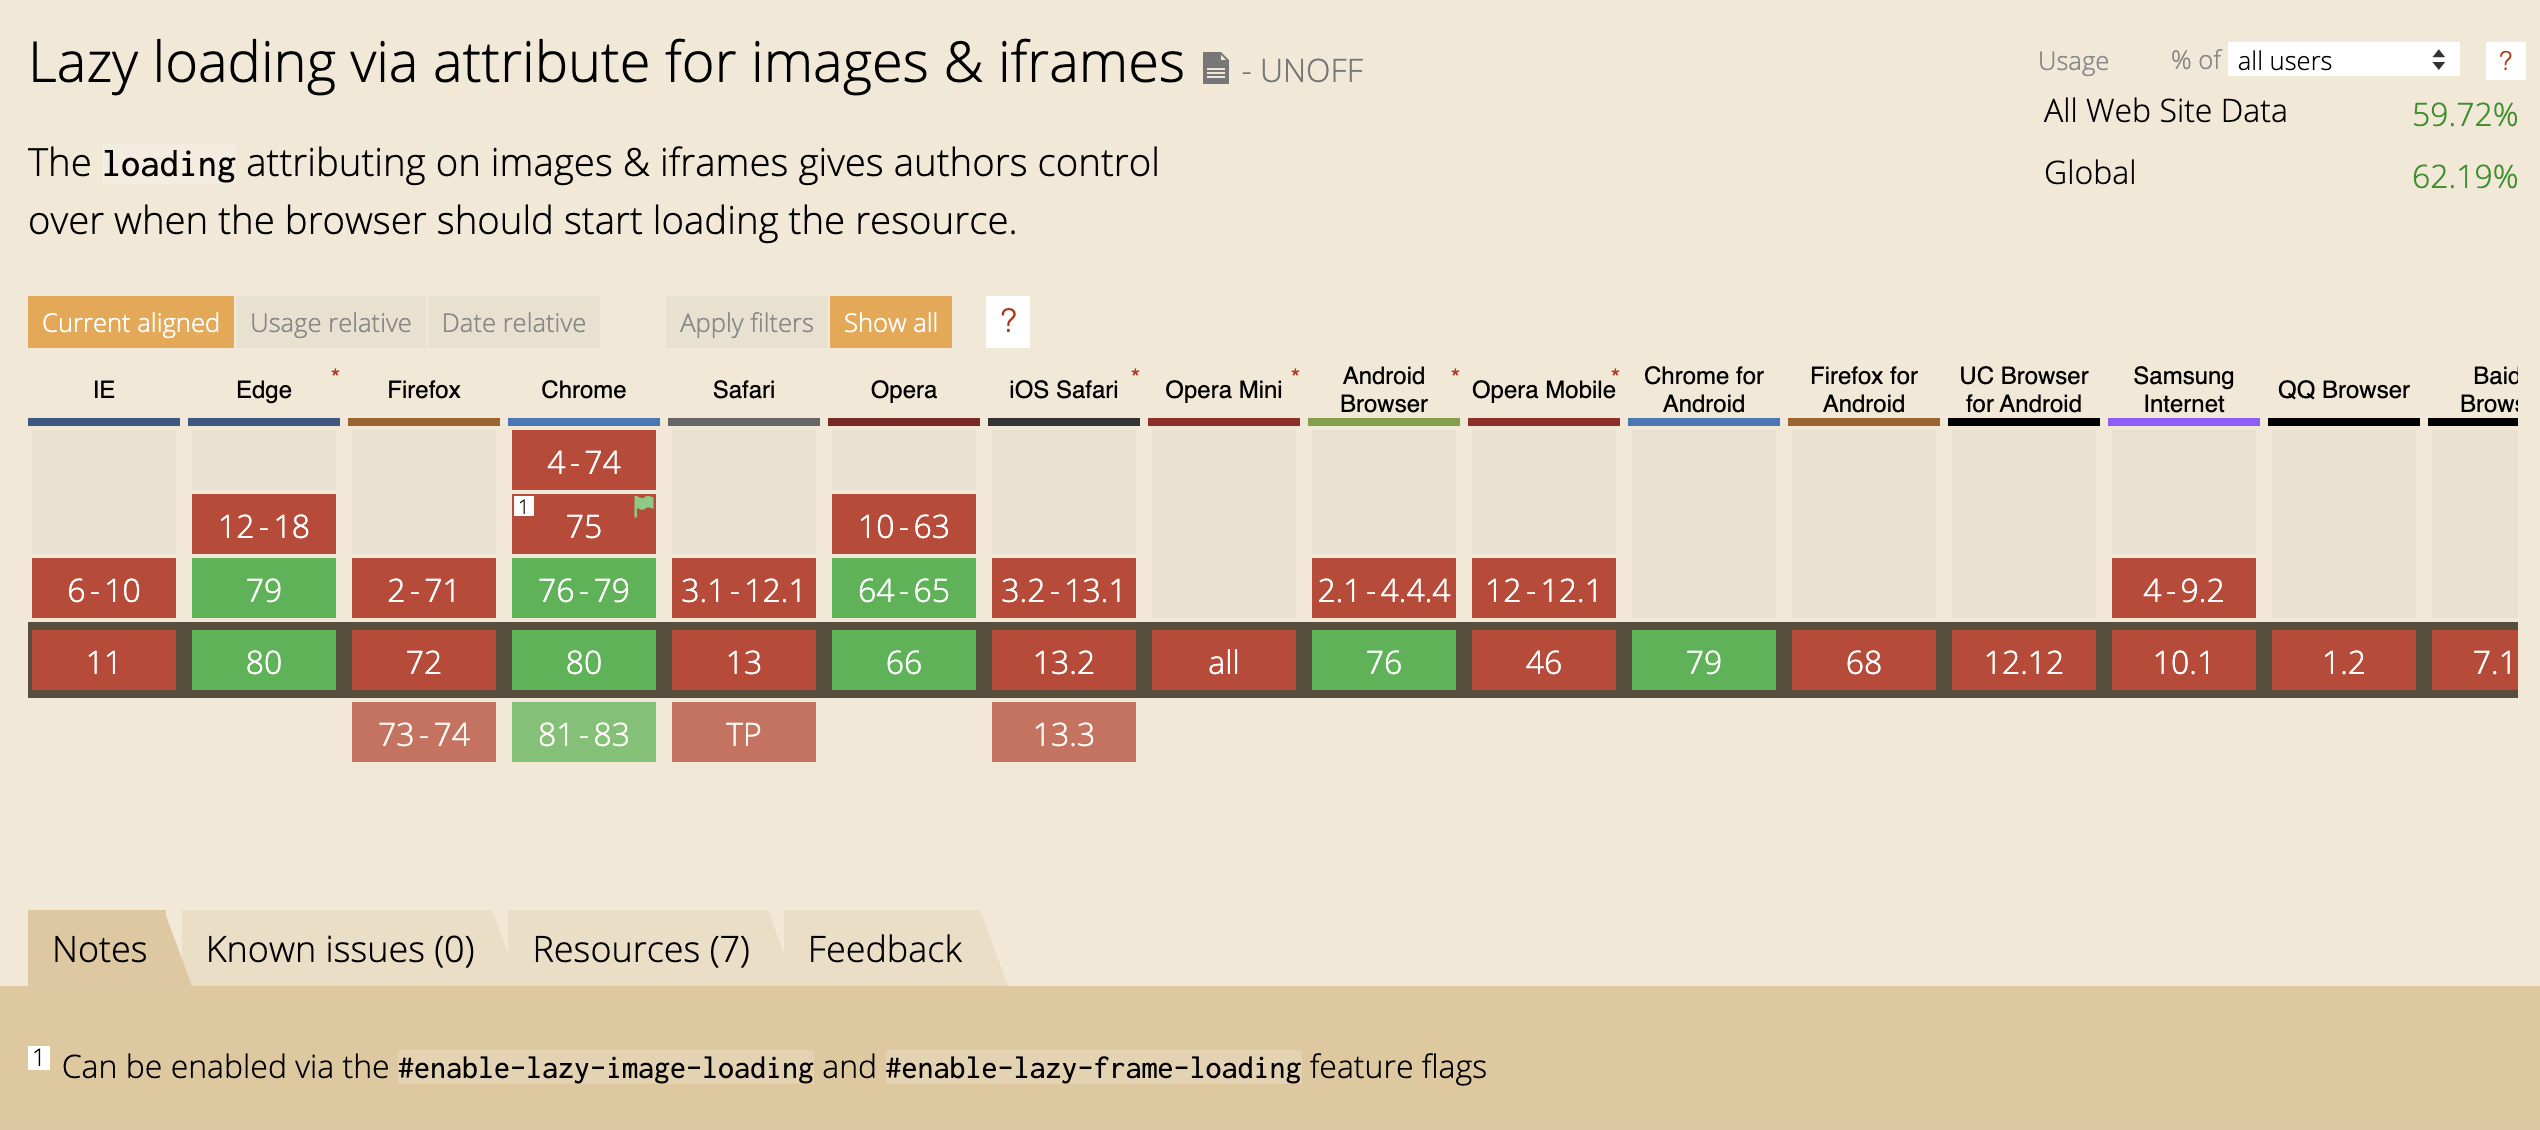 Lazy loading via attribute for images & iframes - UNOFF
Usage % of all users ?
All Web Site Data 59.72%
Global 62.19%
The loading attributing on images & iframes gives authors control
over when the browser should start loading the resource.
Current aligned Usage relative Date relative Apply filters Show all ?
IE Edge * Firefox Chrome Safari Opera iOS Safari * Opera Mini * Android Browser * Opera Mobile * Chrome for Android Firefox for Android UC Browser for Android Samsung Internet QQ Browser Baid Brows
4-74
12-18 1 75 10-63
6-10 79 2-71 76-79 3.1-12.1 64-65 3.2-13.1 2.1-4.4.4 12-12.1 4-9.2
11 80 72 80 13 66 13.2 all 76 46 79 68 12.12 10.1 1.2 7.1
73-74 81-83 TP 13.3
Notes Known issues (0) Resources (7) Feedback
1 Can be enabled via the #enable-lazy-image-loading and #enable-lazy-frame-loading feature flags